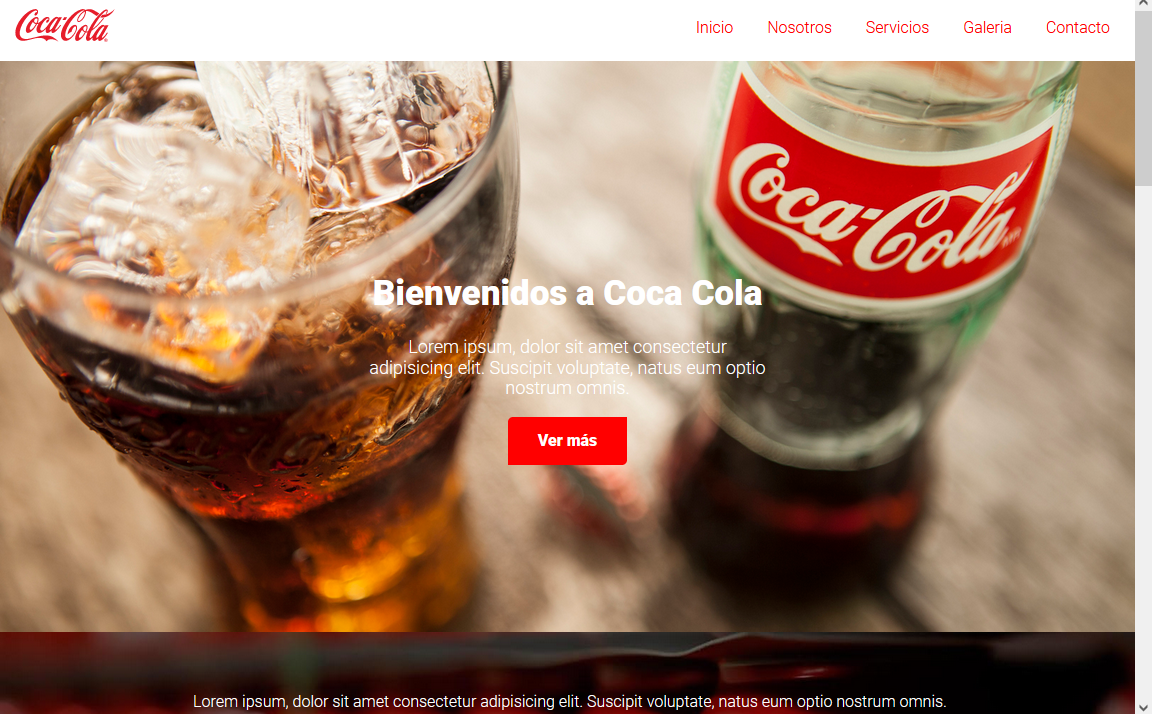 Coca-Cola
Inicio Nosotros Servicios Galeria Contacto
Coca-Cola
Bienvenidos a Coca Cola
Lorem ipsum, dolor sit amet consectetur
adipisicing elit. Suscipit voluptate, natus eum optio
nostrum omnis.
Ver más
Lorem ipsum, dolor sit amet consectetur adipisicing elit. Suscipit voluptate, natus eum optio nostrum omnis.